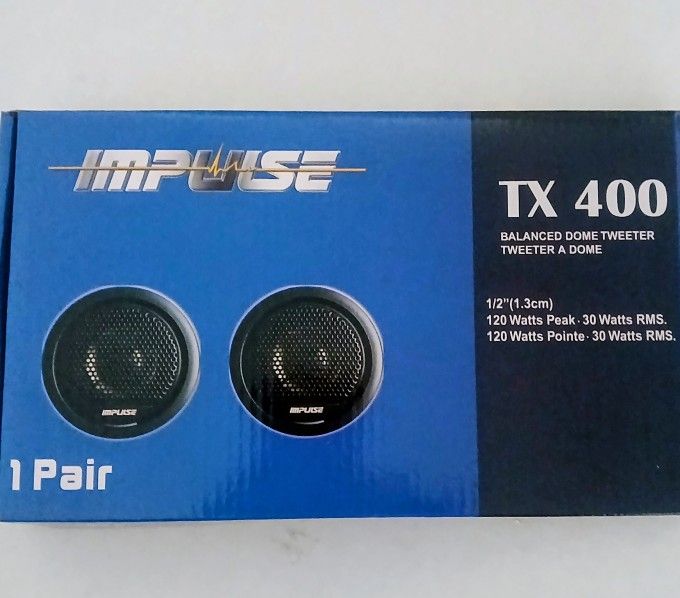 IMPULSE
TX 400
BALANCED DOME TWEETER
TWEETER A DOME
1/2"(1.3cm)
120 Watts Peak · 30 Watts RMS.
120 Watts Pointe · 30 Watts RMS.
IMPULSE
IMPULSE
1 Pair